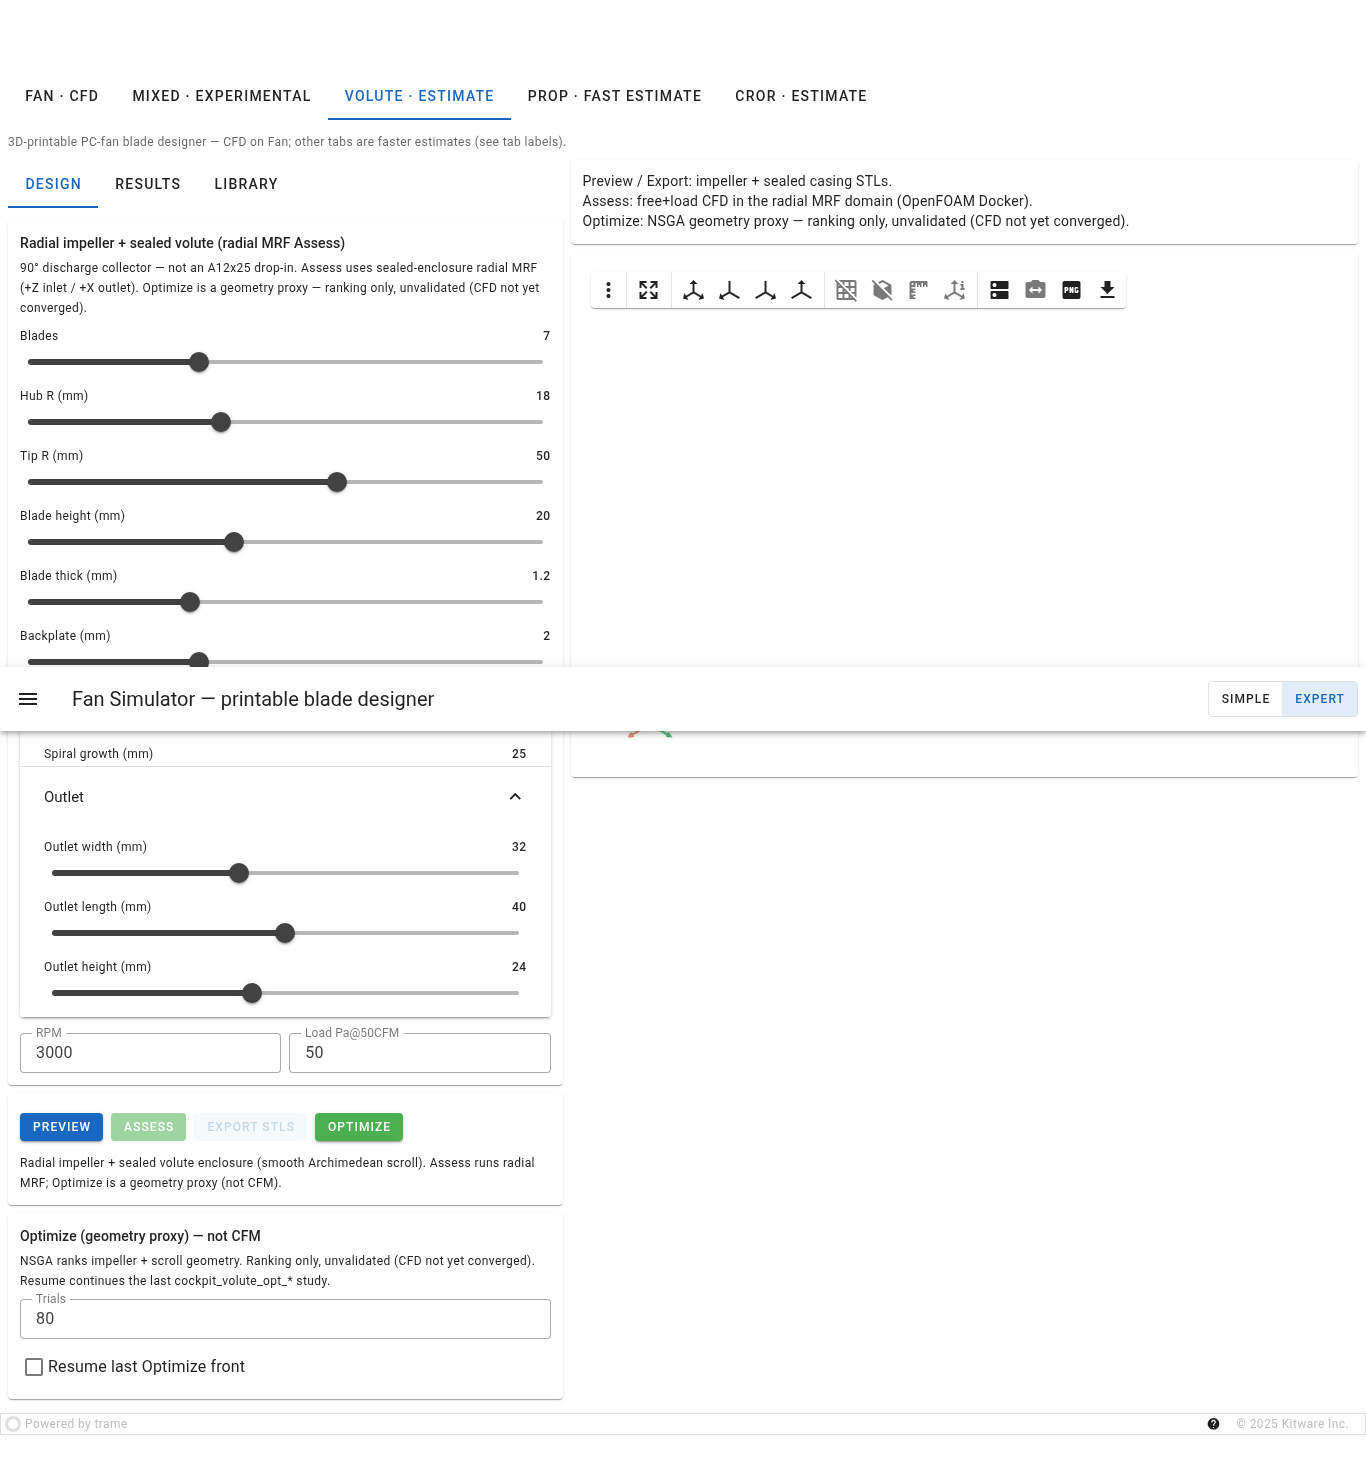 FAN · CFD
MIXED · EXPERIMENTAL
VOLUTE · ESTIMATE
PROP · FAST ESTIMATE
CROR · ESTIMATE
3D-printable PC-fan blade designer — CFD on Fan; other tabs are faster estimates (see tab labels).
DESIGN
RESULTS
LIBRARY
Radial impeller + sealed volute (radial MRF Assess)
90° discharge collector — not an A12x25 drop-in. Assess uses sealed-enclosure radial MRF
(+Z inlet / +X outlet). Optimize is a geometry proxy — ranking only, unvalidated (CFD not yet
converged).
Blades 7
Hub R (mm) 18
Tip R (mm) 50
Blade height (mm) 20
Blade thick (mm) 1.2
Backplate (mm) 2
Preview / Export: impeller + sealed casing STLs.
Assess: free+load CFD in the radial MRF domain (OpenFOAM Docker).
Optimize: NSGA geometry proxy — ranking only, unvalidated (CFD not yet converged).
PNG
Fan Simulator — printable blade designer
SIMPLE
EXPERT
Spiral growth (mm) 25
Outlet
Outlet width (mm) 32
Outlet length (mm) 40
Outlet height (mm) 24
RPM
3000
Load Pa@50CFM
50
PREVIEW
ASSESS
EXPORT STLS
OPTIMIZE
Radial impeller + sealed volute enclosure (smooth Archimedean scroll). Assess runs radial
MRF; Optimize is a geometry proxy (not CFM).
Optimize (geometry proxy) — not CFM
NSGA ranks impeller + scroll geometry. Ranking only, unvalidated (CFD not yet converged).
Resume continues the last cockpit_volute_opt_* study.
Trials
80
Resume last Optimize front
Powered by trame
© 2025 Kitware Inc.